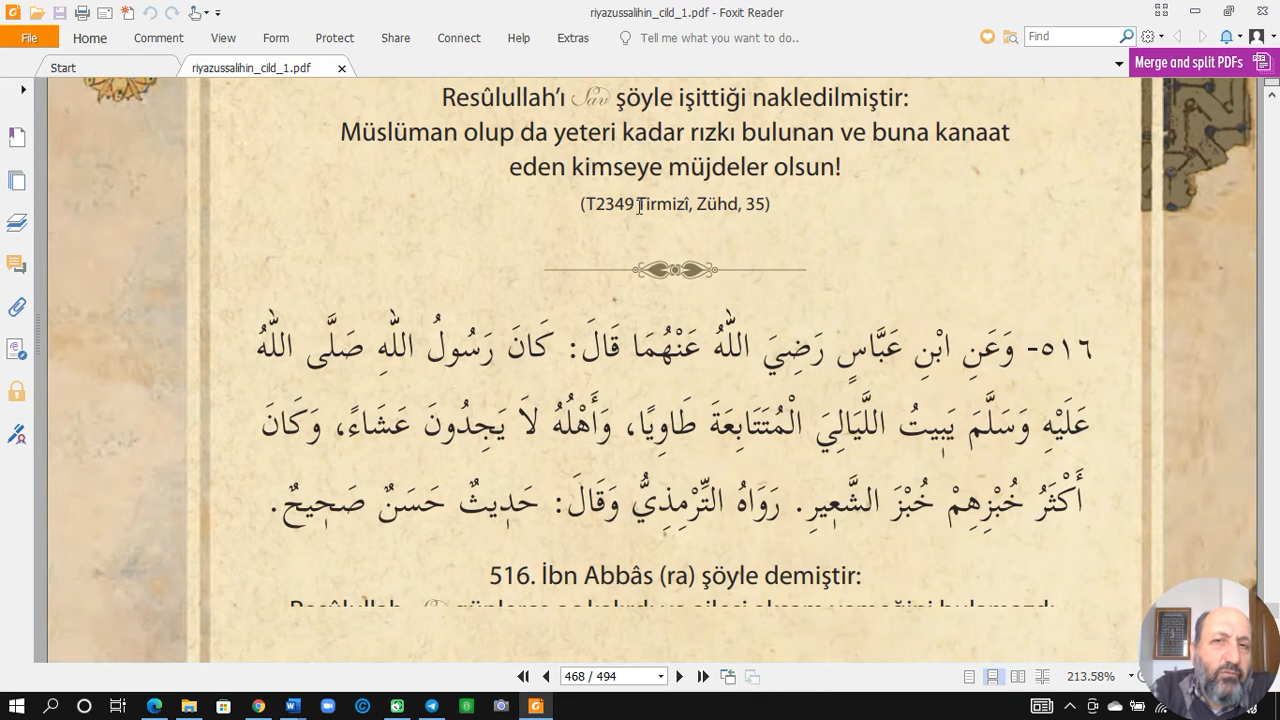 riyazussalihin_cild_1.pdf - Foxit Reader
File Home Comment View Form Protect Share Connect Help Extras Tell me what you want to do.. Find
Start riyazussalihin_cild_1.pdf Merge and split PDFs
Resûlullah'ı Sav şöyle işittiği nakledilmiştir:
Müslüman olup da yeteri kadar rızkı bulunan ve buna kanaat
eden kimseye müjdeler olsun!
(T2349 Tirmizî, Zühd, 35)
٥١٦- وَعَنِ ابْنِ عَبَّاسٍ رَضِيَ اللّٰهُ عَنْهُمَا قَالَ: كَانَ رَسُولُ اللّٰهِ صَلَّى اللّٰهُ
عَلَيْهِ وَسَلَّمَ يَبِيتُ اللَّيَالِيَ الْمُتَتَابِعَةَ طَاوِيًا، وَأَهْلُهُ لاَ يَجِدُونَ عَشَاءً، وَكَانَ
أَكْثَرُ خُبْزِهِمْ خُبْزَ الشَّعِيرِ. رَوَاهُ التِّرْمِذِيُّ وَقَالَ: حَدِيثٌ حَسَنٌ صَحِيحٌ.
516. İbn Abbâs (ra) şöyle demiştir:
468 / 494 213.58%